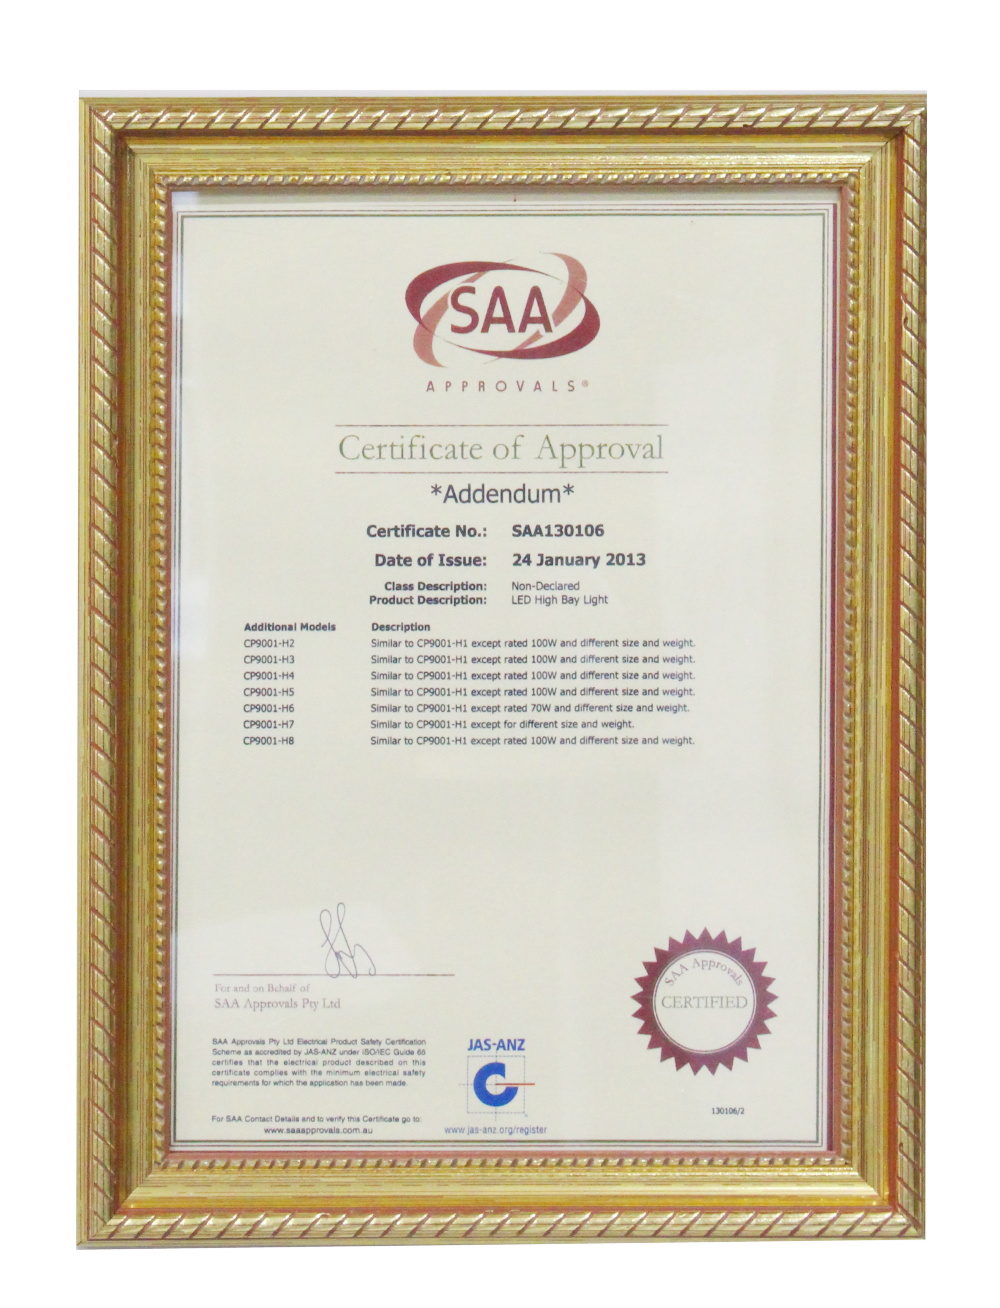 SAA
APPROVALS®
Certificate of Approval
*Addendum*
Certificate No.: SAA130106
Date of Issue: 24 January 2013
Class Description: Non-Declared
Product Description: LED High Bay Light
Additional Models Description
CP9001-H2 Similar to CP9001-H1 except rated 100W and different size and weight.
CP9001-H3 Similar to CP9001-H1 except rated 100W and different size and weight.
CP9001-H4 Similar to CP9001-H1 except rated 100W and different size and weight.
CP9001-H5 Similar to CP9001-H1 except rated 100W and different size and weight.
CP9001-H6 Similar to CP9001-H1 except rated 70W and different size and weight.
CP9001-H7 Similar to CP9001-H1 except for different size and weight.
CP9001-H8 Similar to CP9001-H1 except rated 100W and different size and weight.
For and on Behalf of
SAA Approvals Pty Ltd
SAA Approvals Pty Ltd Electrical Product Safety Certification
Scheme as accredited by JAS-ANZ under ISO/IEC Guide 65
certifies that the electrical product described on this
certificate complies with the minimum electrical safety
requirements for which the application has been made.
For SAA Contact Details and to verify this Certificate go to:
www.saaapprovals.com.au
JAS-ANZ
www.jas-anz.org/register
SAA Approvals
CERTIFIED
130106/2